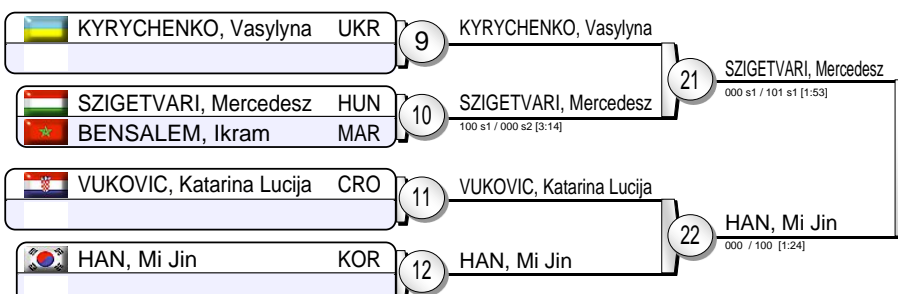 KYRYCHENKO, Vasylyna UKR
9
KYRYCHENKO, Vasylyna
21
SZIGETVARI, Mercedesz
000 s1 / 101 s1 [1:53]
SZIGETVARI, Mercedesz HUN
BENSALEM, Ikram MAR
10
SZIGETVARI, Mercedesz
100 s1 / 000 s2 [3:14]
VUKOVIC, Katarina Lucija CRO
11
VUKOVIC, Katarina Lucija
22
HAN, Mi Jin
000 / 100 [1:24]
HAN, Mi Jin KOR
12
HAN, Mi Jin